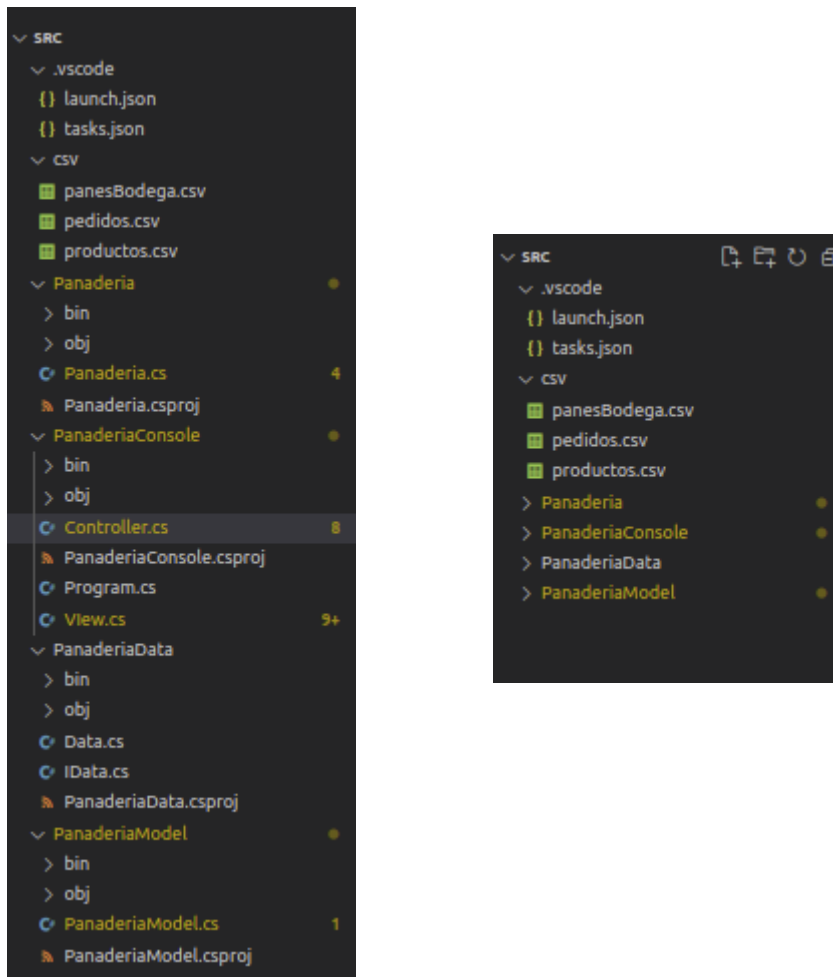 SRC
.vscode
{} launch.json
{} tasks.json
csv
panesBodega.csv
pedidos.csv
productos.csv
Panaderia
bin
obj
Panaderia.cs 4
Panaderia.csproj
PanaderiaConsole
bin
obj
Controller.cs 8
PanaderiaConsole.csproj
Program.cs
View.cs 9+
PanaderiaData
bin
obj
Data.cs
IData.cs
PanaderiaData.csproj
PanaderiaModel
bin
obj
PanaderiaModel.cs 1
PanaderiaModel.csproj
SRC
.vscode
{} launch.json
{} tasks.json
csv
panesBodega.csv
pedidos.csv
productos.csv
Panaderia
PanaderiaConsole
PanaderiaData
PanaderiaModel